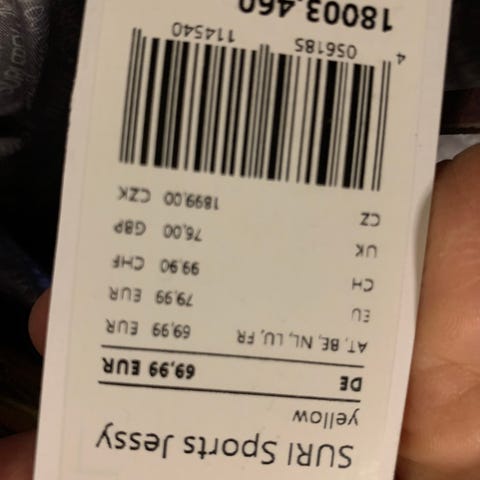 SURI Sports Jessy
yellow
DE 69,99 EUR
AT, BE, NL, LU, FR 69,99 EUR
EU 79,99 EUR
CH 99,90 CHF
UK 76,00 GBP
CZ 1899,00 CZK
4 056185 114540
18003.460